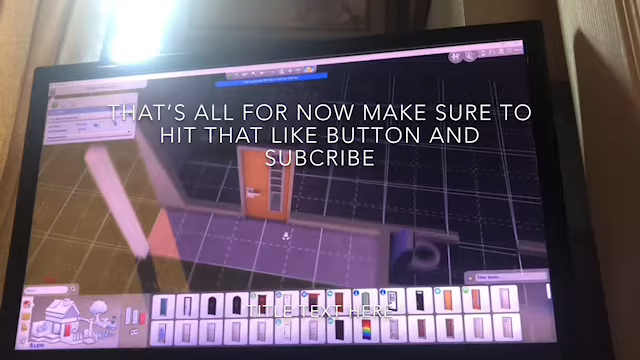 THAT'S ALL FOR NOW MAKE SURE TO
HIT THAT LIKE BUTTON AND
SUBCRIBE
TITLE TEXT HERE